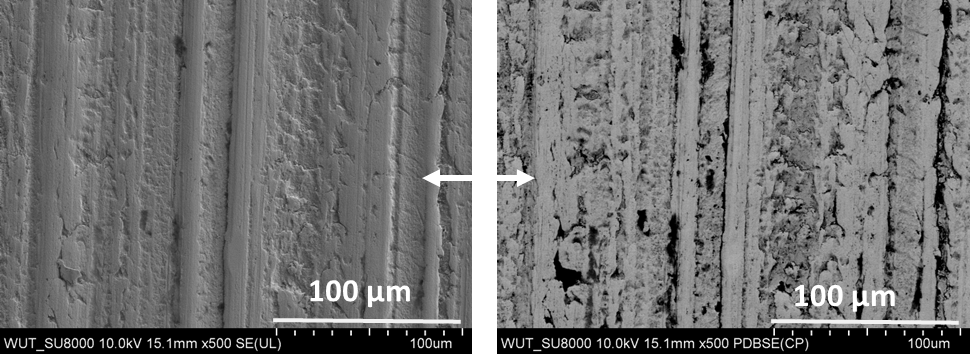 100 µm
WUT_SU8000 10.0kV 15.1mm x500 SE(UL) 100um
100 µm
WUT_SU8000 10.0kV 15.1mm x500 PDBSE(CP) 100um